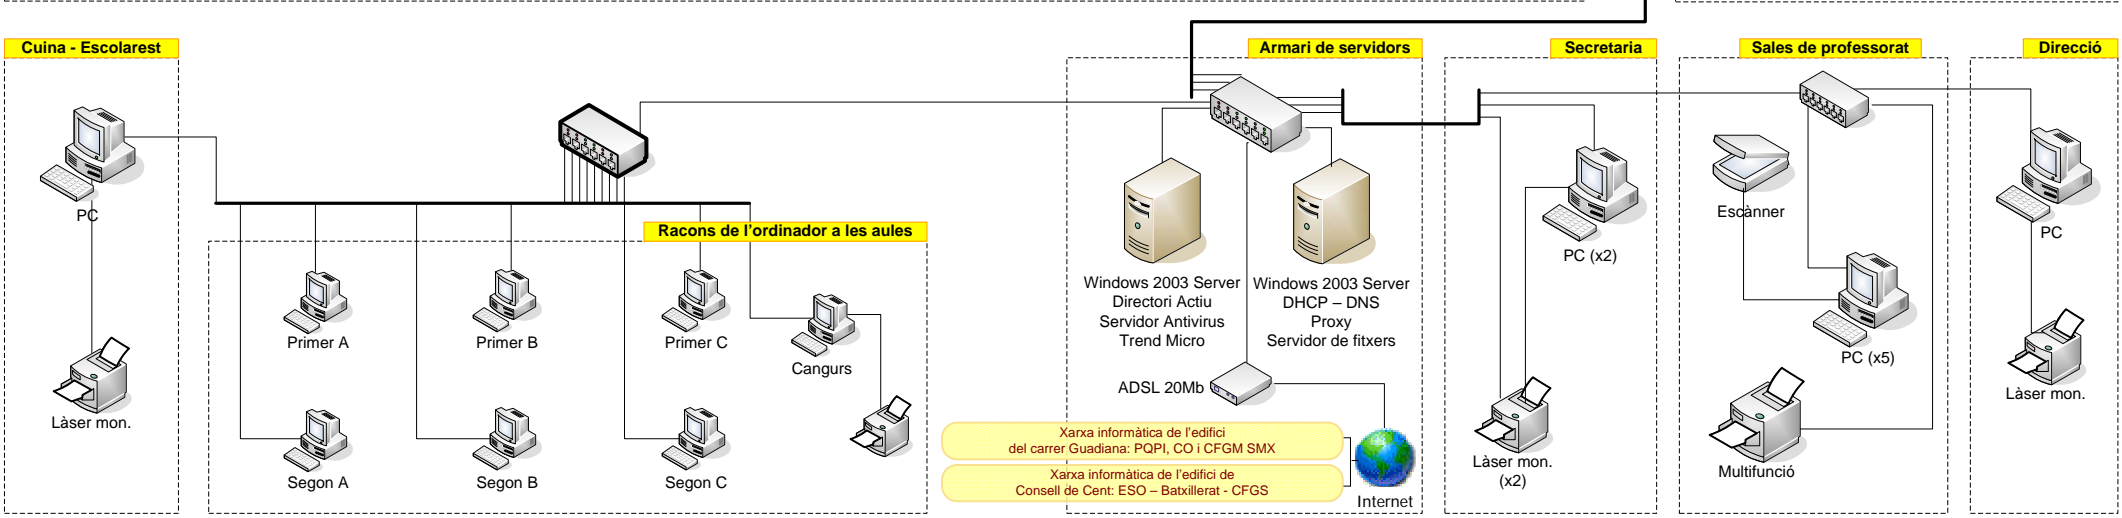 Cuina - Escolarest
Armari de servidors
Secretaria
Sales de professorat
Direcció
PC
Làser mon.
Racons de l'ordinador a les aules
Primer A
Primer B
Primer C
Cangurs
Segon A
Segon B
Segon C
Windows 2003 Server
Directori Actiu
Servidor Antivirus
Trend Micro
Windows 2003 Server
DHCP – DNS
Proxy
Servidor de fitxers
ADSL 20Mb
Xarxa informàtica de l'edifici
del carrer Guadiana: PQPI, CO i CFGM SMX
Xarxa informàtica de l'edifici de
Consell de Cent: ESO – Batxillerat - CFGS
Internet
PC (x2)
Làser mon.
(x2)
Escànner
PC (x5)
Multifunció
PC
Làser mon.